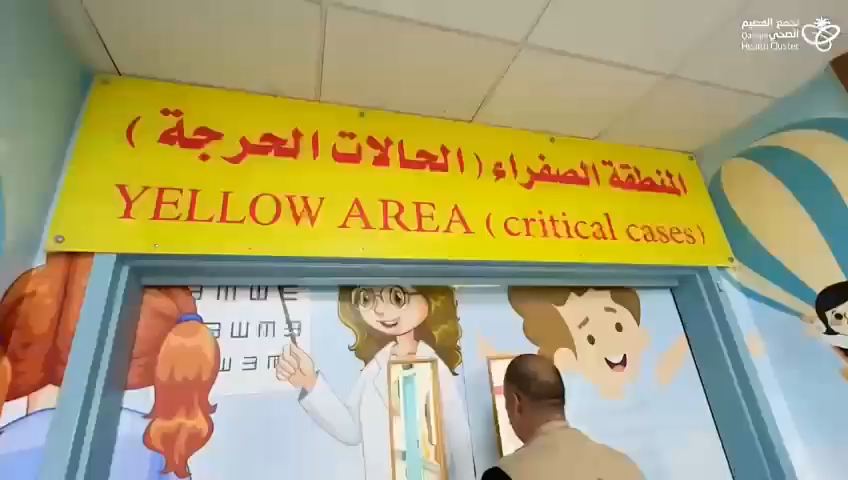 تجمع القصيم
الصحي
Qassim
Health Cluster
المنطقة الصفراء ( الحالات الحرجة )
YELLOW AREA ( critical cases)
E W M E
E M W E
E M W